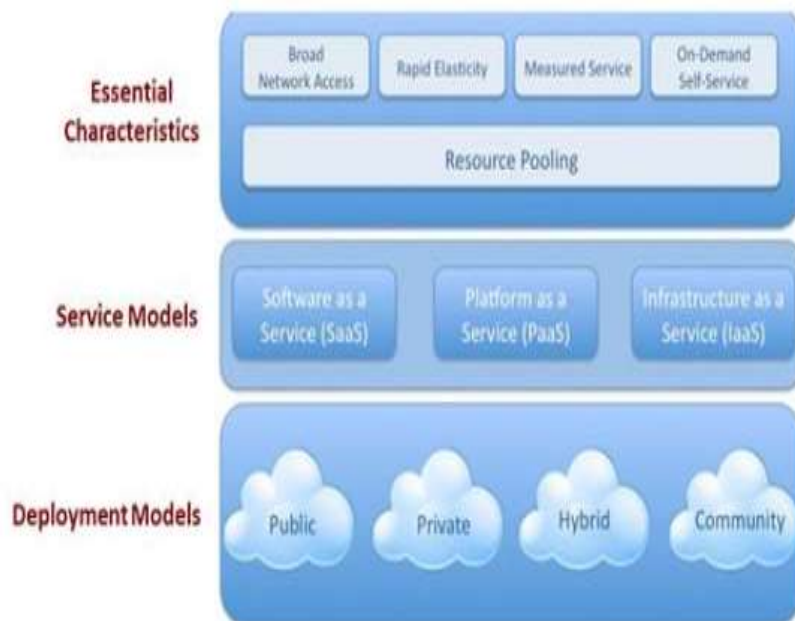 Essential
Characteristics
Broad
Network Access
Rapid Elasticity
Measured Service
On-Demand
Self-Service
Resource Pooling
Service Models
Software as a
Service (SaaS)
Platform as a
Service (PaaS)
Infrastructure as a
Service (IaaS)
Deployment Models
Public
Private
Hybrid
Community